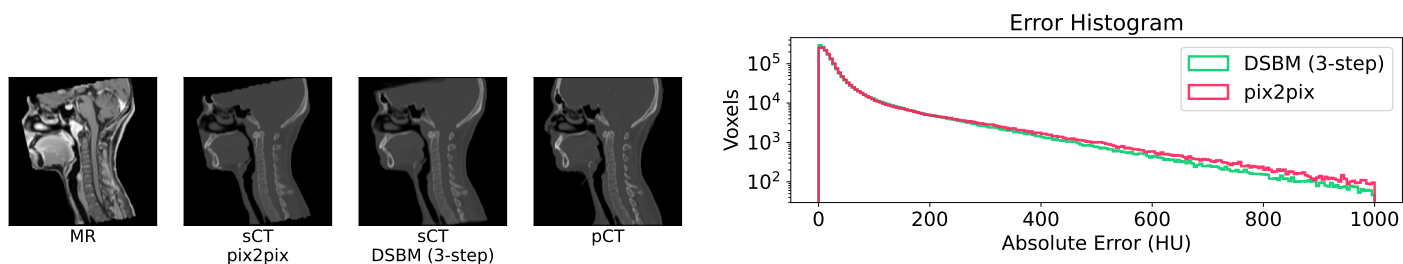 MR
sCT
pix2pix
sCT
DSBM (3-step)
pCT
Error Histogram
Voxels
10^5
10^4
10^3
10^2
DSBM (3-step)
pix2pix
0 200 400 600 800 1000
Absolute Error (HU)